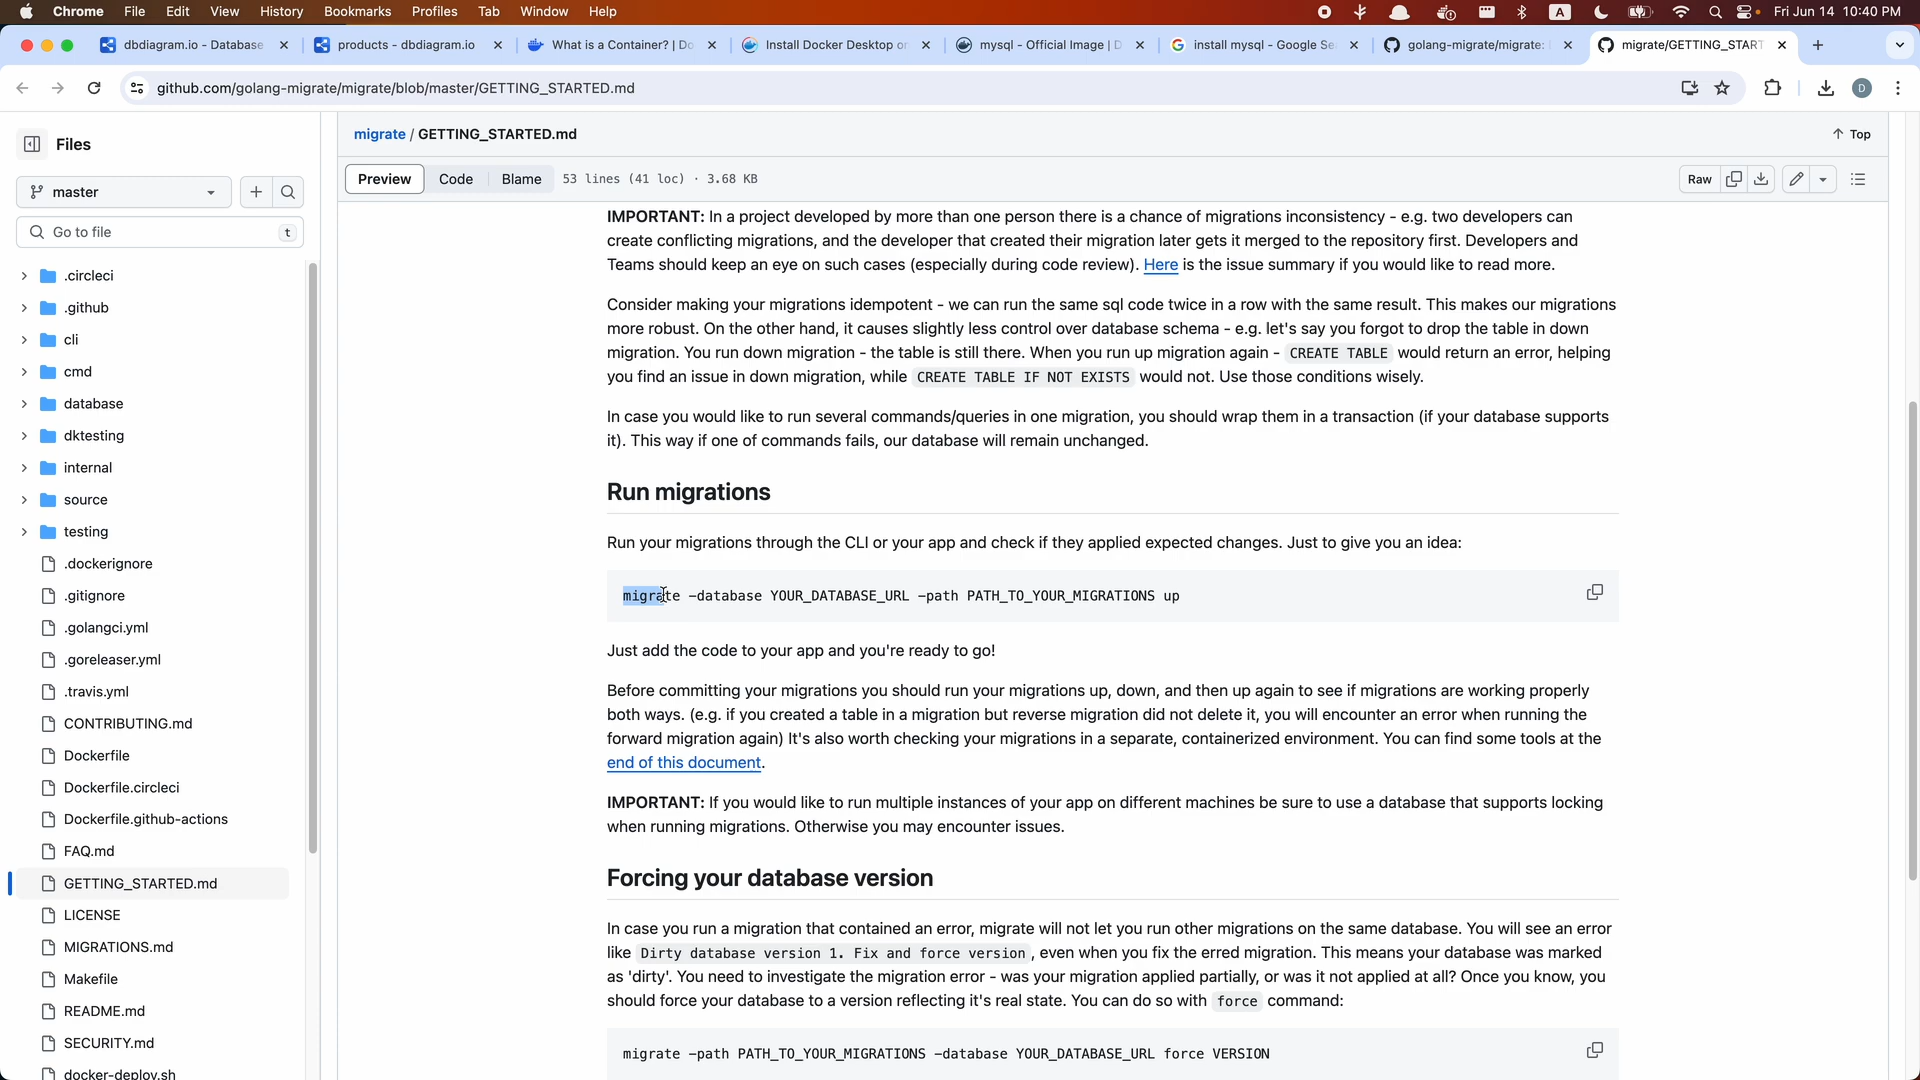 Chrome File Edit View History Bookmarks Profiles Tab Window Help A Fri Jun 14 10:40 PM
dbdiagram.io - Database products - dbdiagram.io What is a Container? | Do Install Docker Desktop or mysql - Official Image | D install mysql - Google Se golang-migrate/migrate: migrate/GETTING_START
github.com/golang-migrate/migrate/blob/master/GETTING_STARTED.md D
Files
master
Go to file t
.circleci
.github
cli
cmd
database
dktesting
internal
source
testing
.dockerignore
.gitignore
.golangci.yml
.goreleaser.yml
.travis.yml
CONTRIBUTING.md
Dockerfile
Dockerfile.circleci
Dockerfile.github-actions
FAQ.md
GETTING_STARTED.md
LICENSE
MIGRATIONS.md
Makefile
README.md
SECURITY.md
docker-deploy.sh
migrate / GETTING_STARTED.md Top
Preview Code Blame 53 lines (41 loc) · 3.68 KB Raw
IMPORTANT: In a project developed by more than one person there is a chance of migrations inconsistency - e.g. two developers can
create conflicting migrations, and the developer that created their migration later gets it merged to the repository first. Developers and
Teams should keep an eye on such cases (especially during code review). Here is the issue summary if you would like to read more.
Consider making your migrations idempotent - we can run the same sql code twice in a row with the same result. This makes our migrations
more robust. On the other hand, it causes slightly less control over database schema - e.g. let's say you forgot to drop the table in down
migration. You run down migration - the table is still there. When you run up migration again - CREATE TABLE would return an error, helping
you find an issue in down migration, while CREATE TABLE IF NOT EXISTS would not. Use those conditions wisely.
In case you would like to run several commands/queries in one migration, you should wrap them in a transaction (if your database supports
it). This way if one of commands fails, our database will remain unchanged.
Run migrations
Run your migrations through the CLI or your app and check if they applied expected changes. Just to give you an idea:
migrate -database YOUR_DATABASE_URL -path PATH_TO_YOUR_MIGRATIONS up
Just add the code to your app and you're ready to go!
Before committing your migrations you should run your migrations up, down, and then up again to see if migrations are working properly
both ways. (e.g. if you created a table in a migration but reverse migration did not delete it, you will encounter an error when running the
forward migration again) It's also worth checking your migrations in a separate, containerized environment. You can find some tools at the
end of this document.
IMPORTANT: If you would like to run multiple instances of your app on different machines be sure to use a database that supports locking
when running migrations. Otherwise you may encounter issues.
Forcing your database version
In case you run a migration that contained an error, migrate will not let you run other migrations on the same database. You will see an error
like Dirty database version 1. Fix and force version , even when you fix the erred migration. This means your database was marked
as 'dirty'. You need to investigate the migration error - was your migration applied partially, or was it not applied at all? Once you know, you
should force your database to a version reflecting it's real state. You can do so with force command:
migrate -path PATH_TO_YOUR_MIGRATIONS -database YOUR_DATABASE_URL force VERSION